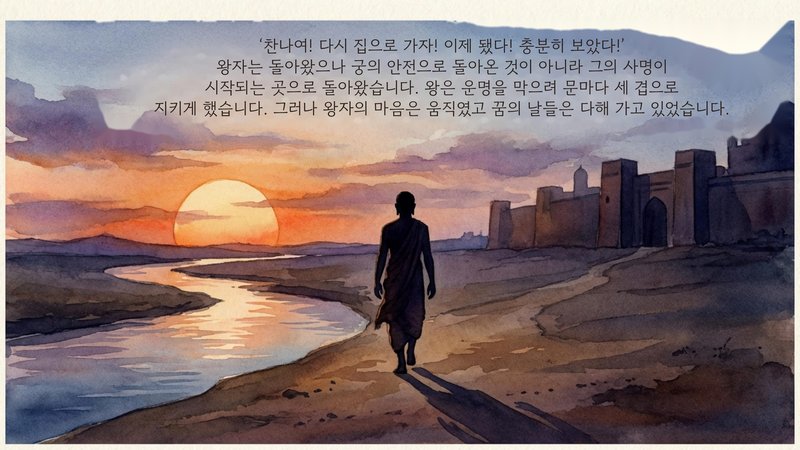 ‘찬나여! 다시 집으로 가자! 이제 됐다! 충분히 보았다!’
왕자는 돌아왔으나 궁의 안전으로 돌아온 것이 아니라 그의 사명이
시작되는 곳으로 돌아왔습니다. 왕은 운명을 막으려 문마다 세 겹으로
지키게 했습니다. 그러나 왕자의 마음은 움직였고 꿈의 날들은 다해 가고 있었습니다.